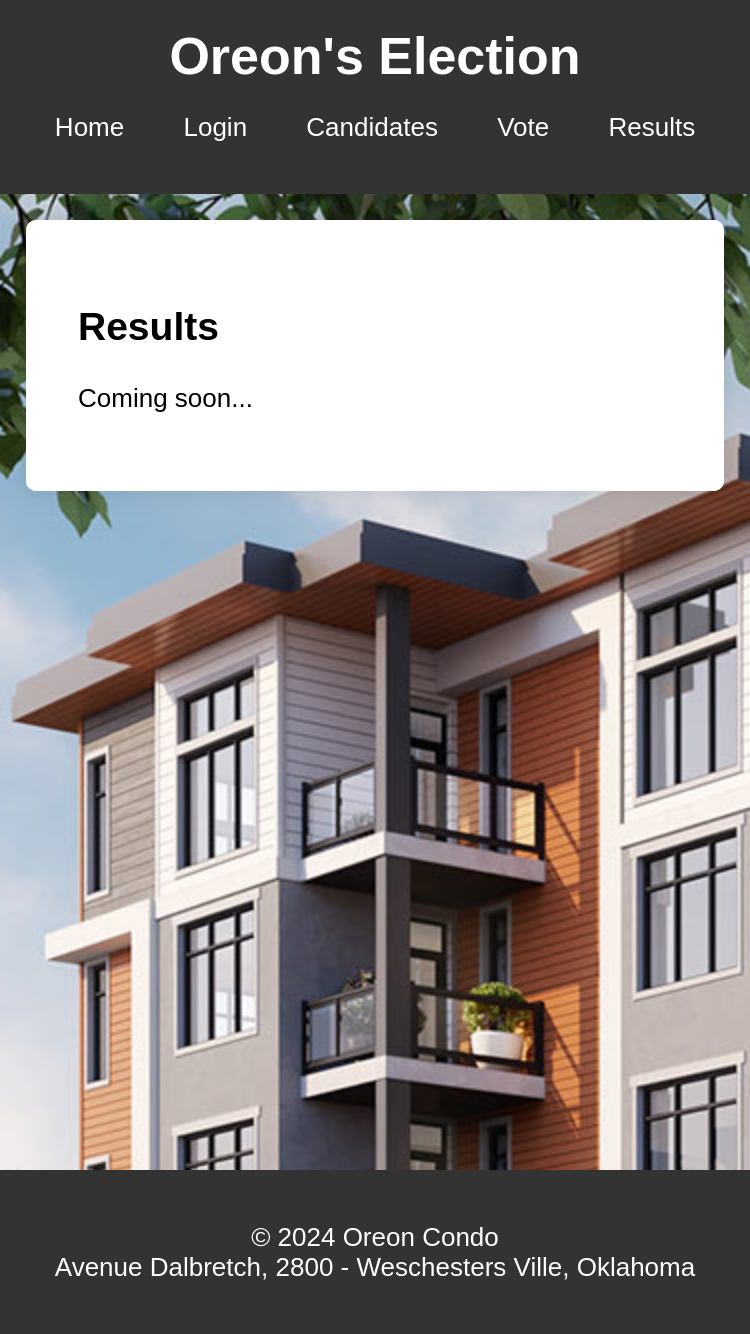 Oreon's Election
Home Login Candidates Vote Results
Results
Coming soon...
© 2024 Oreon Condo
Avenue Dalbretch, 2800 - Weschesters Ville, Oklahoma